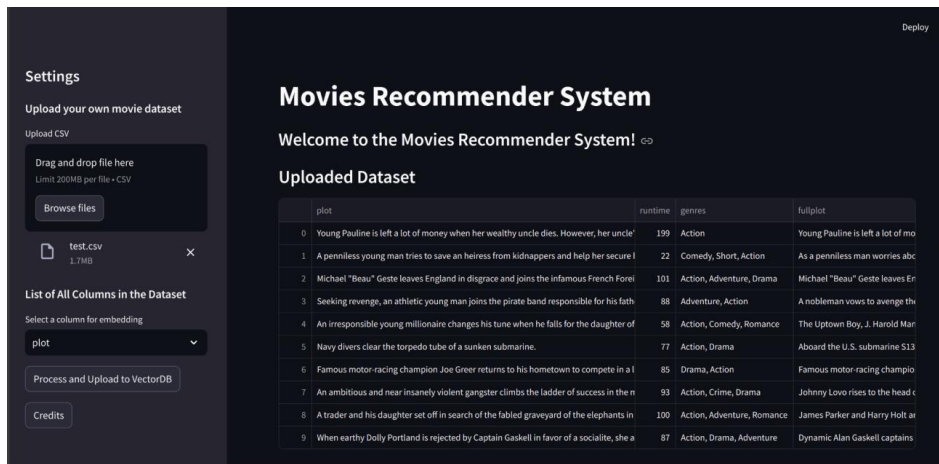 Deploy
Settings
Upload your own movie dataset
Upload CSV
Drag and drop file here
Limit 200MB per file • CSV
Browse files
test.csv
1.7MB
List of All Columns in the Dataset
Select a column for embedding
plot
Process and Upload to VectorDB
Credits
Movies Recommender System
Welcome to the Movies Recommender System!
Uploaded Dataset
plot runtime genres fullplot
0 Young Pauline is left a lot of money when her wealthy uncle dies. However, her uncle' 199 Action Young Pauline is left a lot of mo
1 A penniless young man tries to save an heiress from kidnappers and help her secure 22 Comedy, Short, Action As a penniless man worries abo
2 Michael "Beau" Geste leaves England in disgrace and joins the infamous French Forei 101 Action, Adventure, Drama Michael "Beau" Geste leaves En
3 Seeking revenge, an athletic young man joins the pirate band responsible for his fath 88 Adventure, Action A nobleman vows to avenge the
4 An irresponsible young millionaire changes his tune when he falls for the daughter of 58 Action, Comedy, Romance The Uptown Boy, J. Harold Man
5 Navy divers clear the torpedo tube of a sunken submarine. 77 Action, Drama Aboard the U.S. submarine S13
6 Famous motor-racing champion Joe Greer returns to his hometown to compete in a l 85 Drama, Action Famous motor-racing champio
7 An ambitious and near insanely violent gangster climbs the ladder of success in the n 93 Action, Crime, Drama Johnny Lovo rises to the head
8 A trader and his daughter set off in search of the fabled graveyard of the elephants in 100 Action, Adventure, Romance James Parker and Harry Holt
9 When earthy Dolly Portland is rejected by Captain Gaskell in favor of a socialite, she a 87 Action, Drama, Adventure Dynamic Alan Gaskell captains